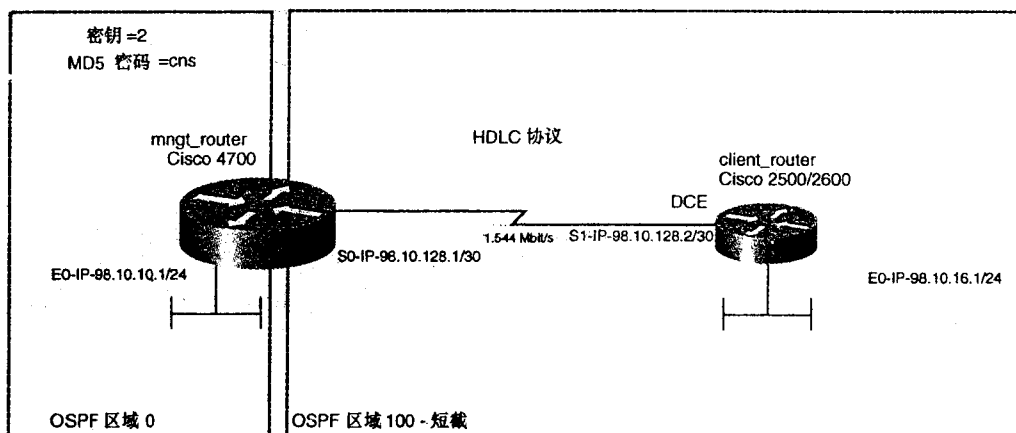 密钥 =2
MD5 密码 =cns
mngt_router
Cisco 4700
HDLC 协议
client_router
Cisco 2500/2600
DCE
1.544 Mbit/s
S1-IP-98.10.128.2/30
S0-IP-98.10.128.1/30
E0-IP-98.10.10.1/24
E0-IP-98.10.16.1/24
OSPF 区域 0
OSPF 区域 100 - 短截